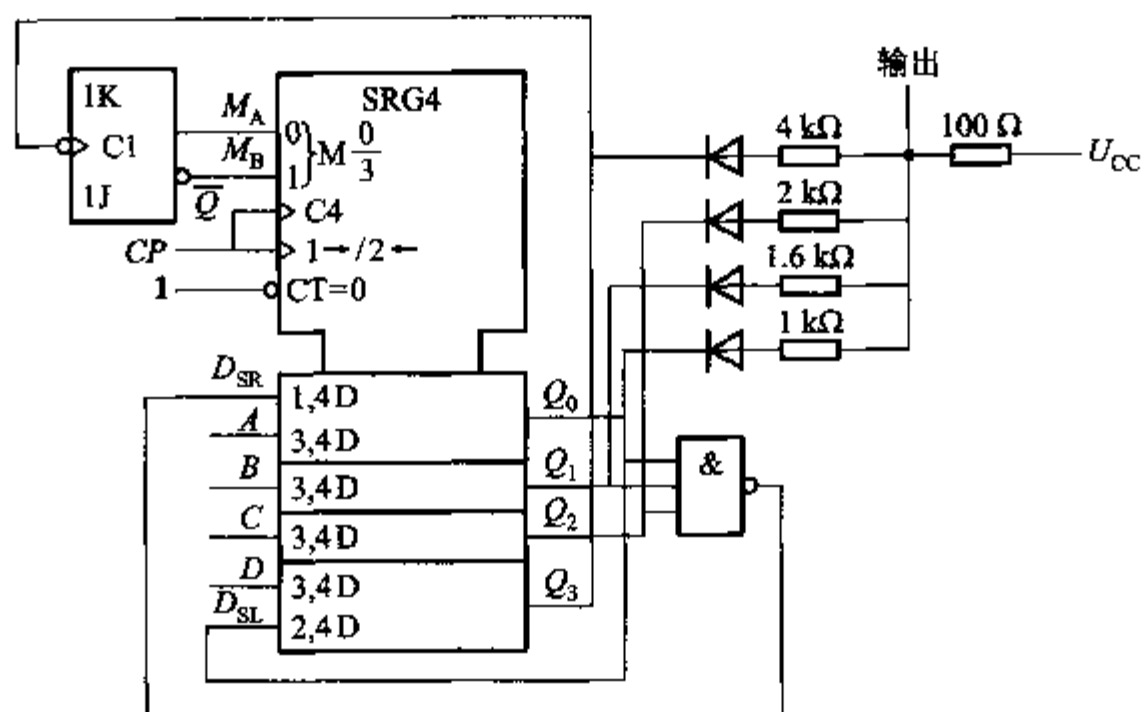 输出
1K
SRG4
M_A
0
4 kΩ
100 Ω
U_CC
C1
M_B
M 0/3
1
2 kΩ
1J
Q̅
C4
CP
1→/2←
1.6 kΩ
1
CT=0
1 kΩ
D_SR
1,4D
Q_0
A
3,4D
&
B
3,4D
Q_1
C
3,4D
Q_2
D
3,4D
Q_3
D_SL
2,4D